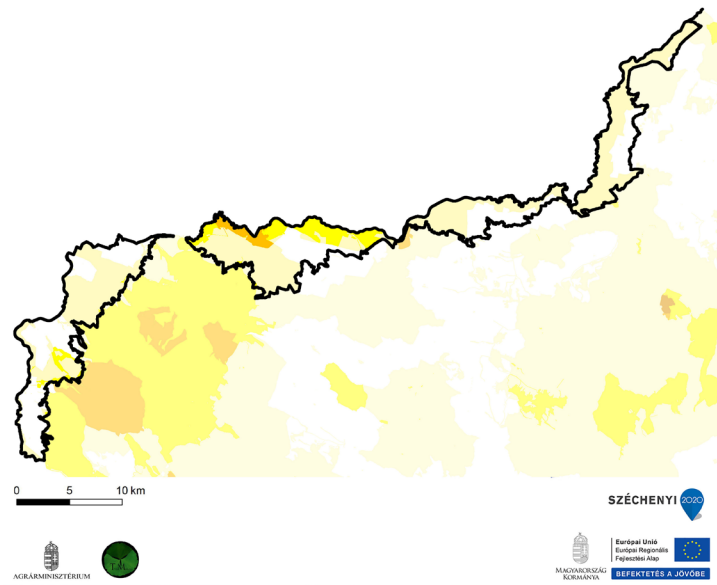 0 5 10 km
SZÉCHENYI 2020
AGRÁRMINISZTÉRIUM
MAGYARORSZÁG
KORMÁNYA
Európai Unió
Európai Regionális
Fejlesztési Alap
BEFEKTETÉS A JÖVŐBE